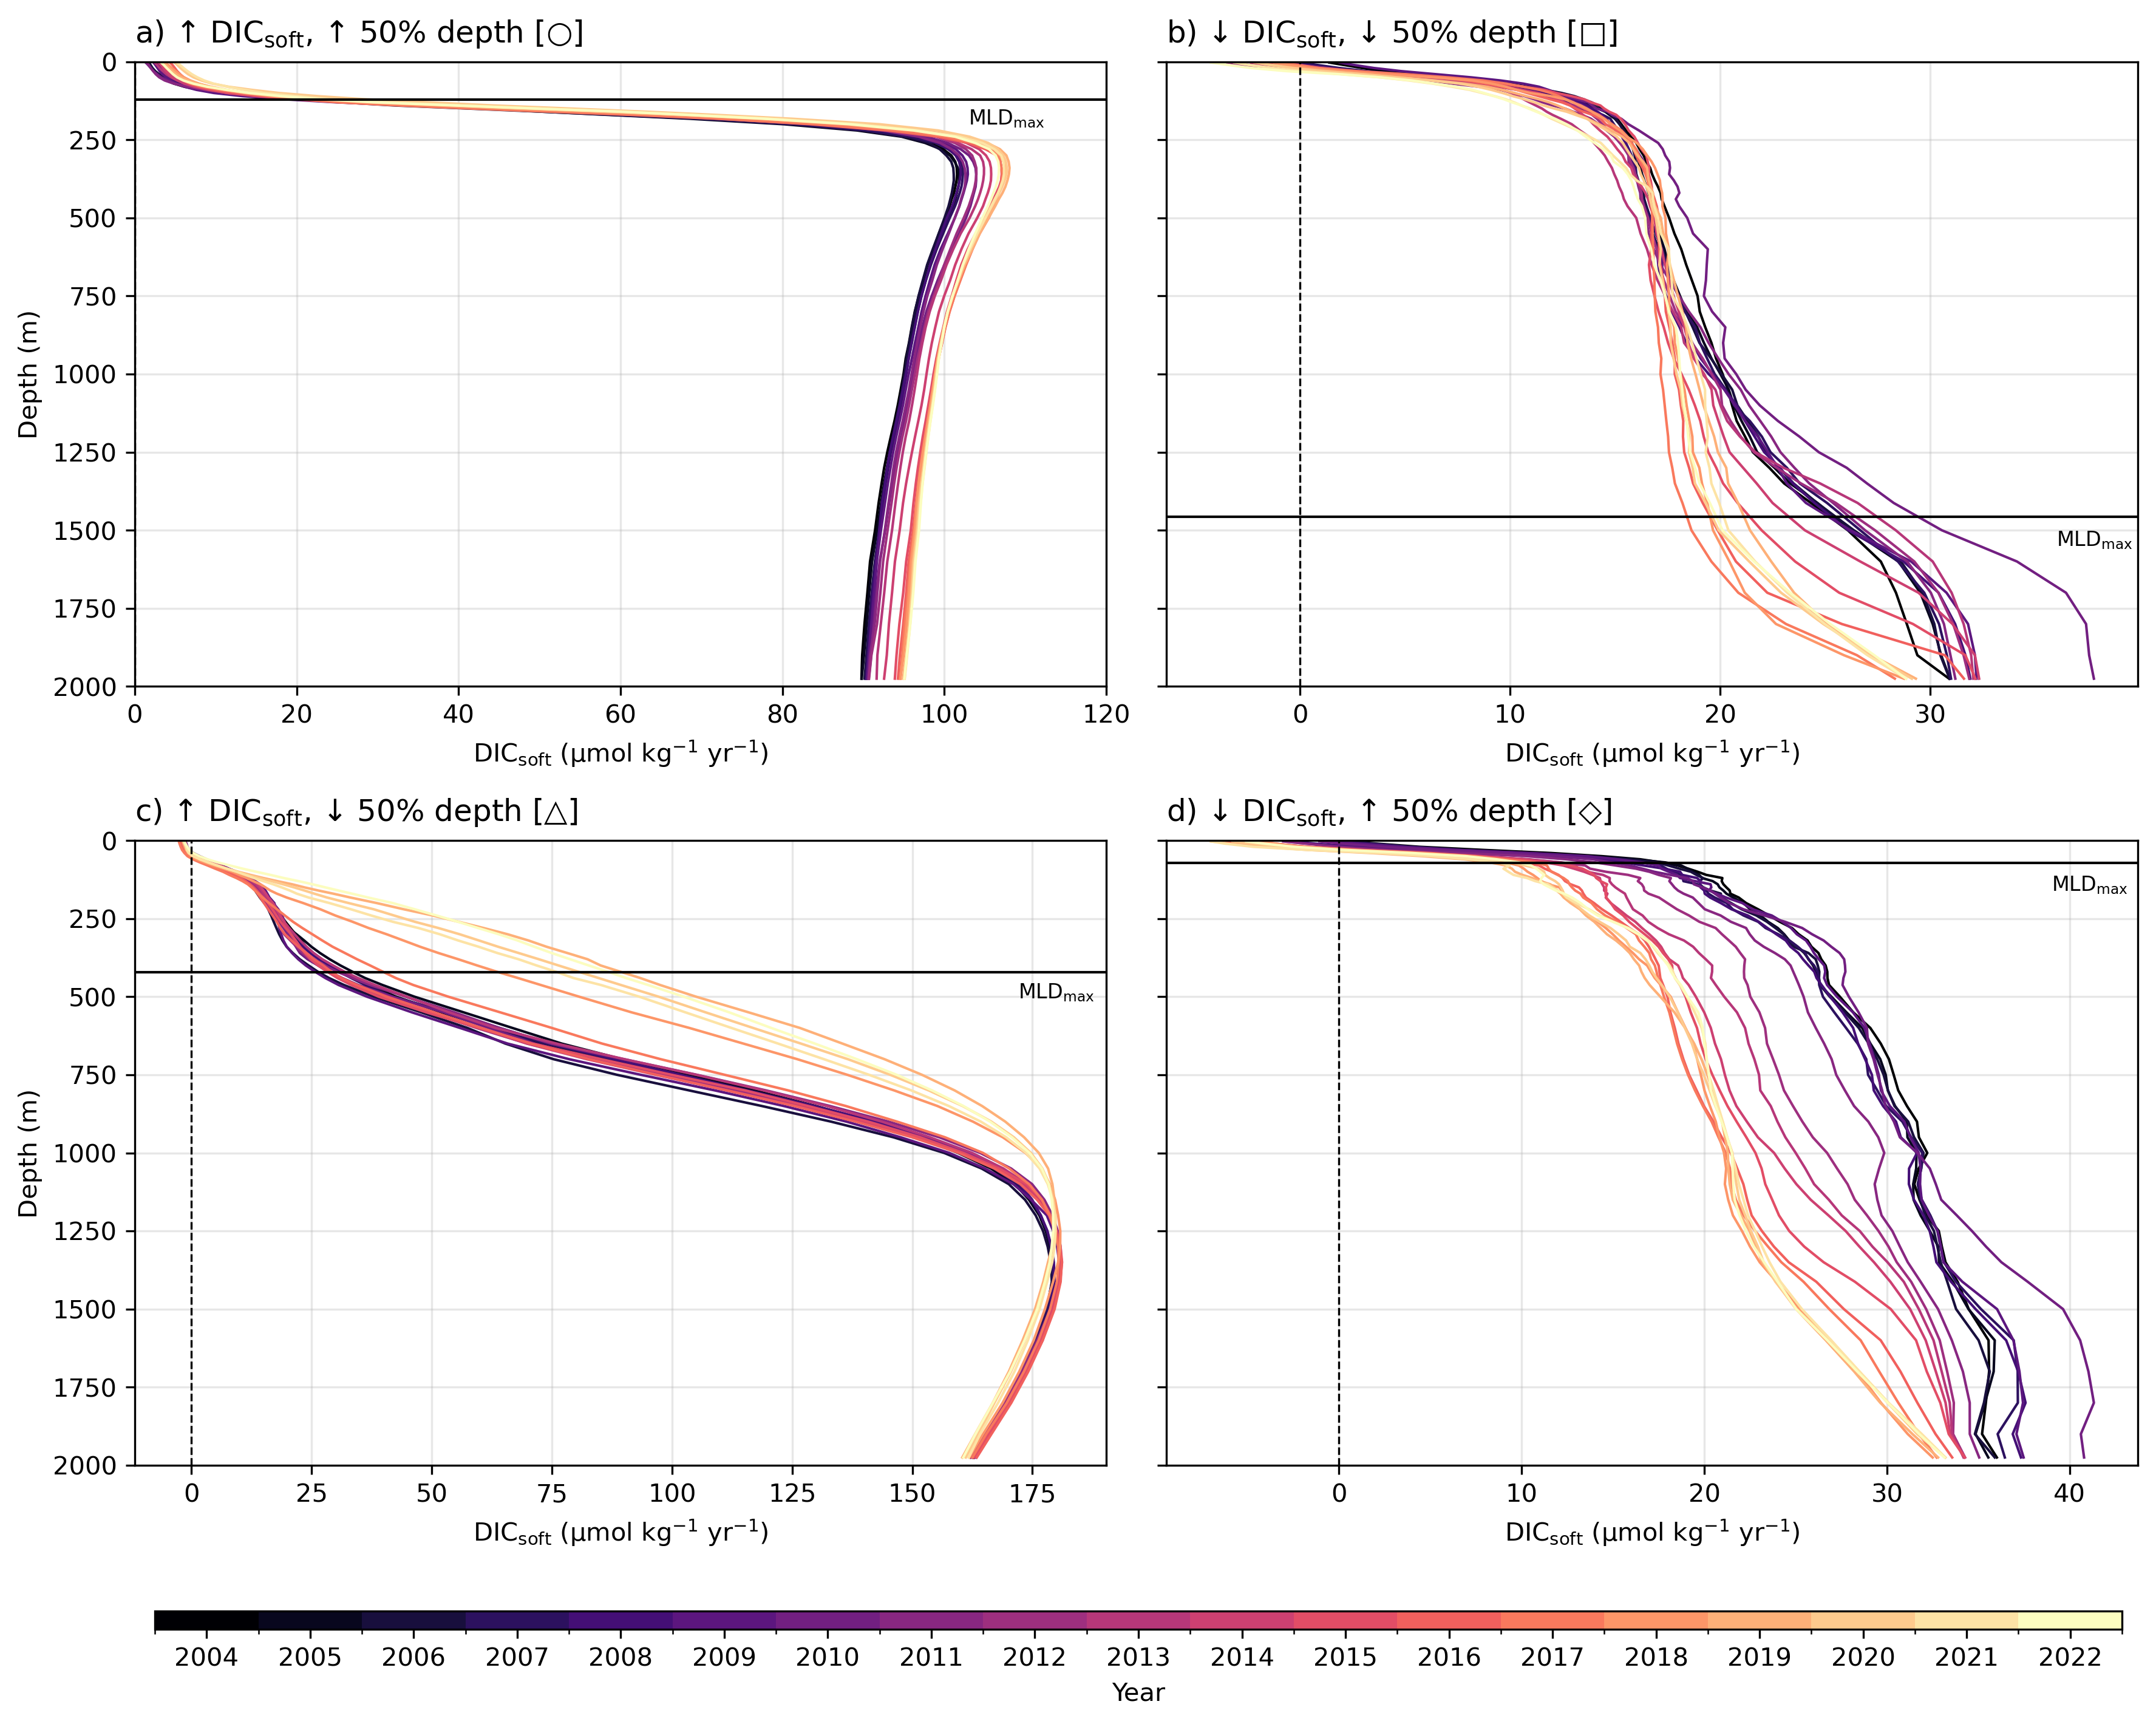 a) ↑ DICsoft, ↑ 50% depth [○]
0
250
500
750
1000
1250
1500
1750
2000
Depth (m)
MLDmax
0 20 40 60 80 100 120
DICsoft (µmol kg⁻¹ yr⁻¹)
b) ↓ DICsoft, ↓ 50% depth [□]
MLDmax
0 10 20 30
DICsoft (µmol kg⁻¹ yr⁻¹)
c) ↑ DICsoft, ↓ 50% depth [△]
0
250
500
750
1000
1250
1500
1750
2000
Depth (m)
MLDmax
0 25 50 75 100 125 150 175
DICsoft (µmol kg⁻¹ yr⁻¹)
d) ↓ DICsoft, ↑ 50% depth [◇]
MLDmax
0 10 20 30 40
DICsoft (µmol kg⁻¹ yr⁻¹)
2004 2005 2006 2007 2008 2009 2010 2011 2012 2013 2014 2015 2016 2017 2018 2019 2020 2021 2022
Year